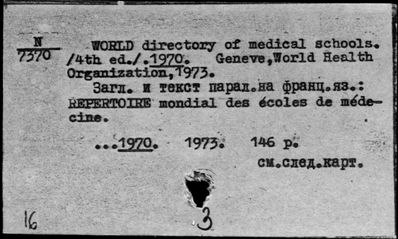 N
7370
WORLD directory of medical schools.
/4th ed./.1970. Geneve,World Health
Organization,1973.
Загл. и текст парал.на франц.яз.:
REPERTOIRE mondial des écoles de méde-
cine.
...1970. 1973. 146 p.
см.след.карт.
16
3